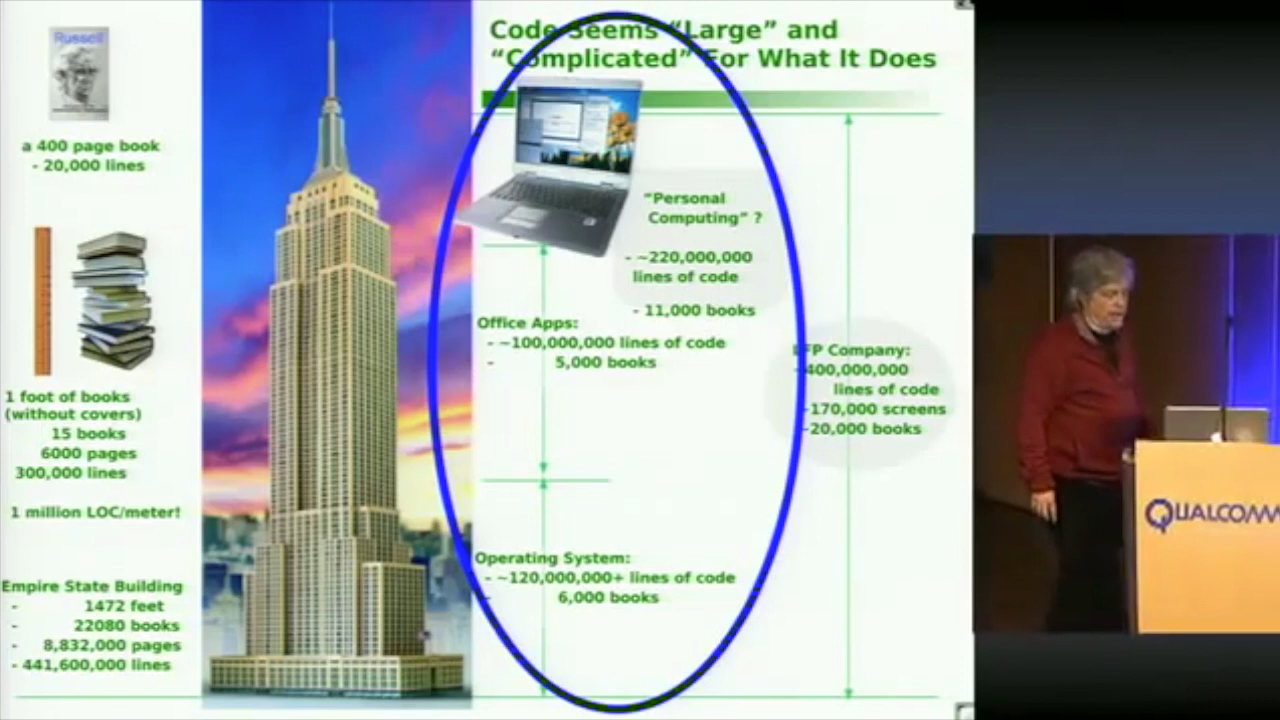 Code Seems “Large” and
“Complicated” For What It Does
Russell
a 400 page book
- 20,000 lines
1 foot of books
(without covers)
15 books
6000 pages
300,000 lines
1 million LOC/meter!
Empire State Building
- 1472 feet
- 22080 books
- 8,832,000 pages
- 441,600,000 lines
“Personal
Computing” ?
- ~220,000,000
lines of code
- 11,000 books
Office Apps:
- ~100,000,000 lines of code
- 5,000 books
Operating System:
- ~120,000,000+ lines of code
- 6,000 books
Company:
400,000,000
lines of code
-170,000 screens
-20,000 books
QUALCOMM